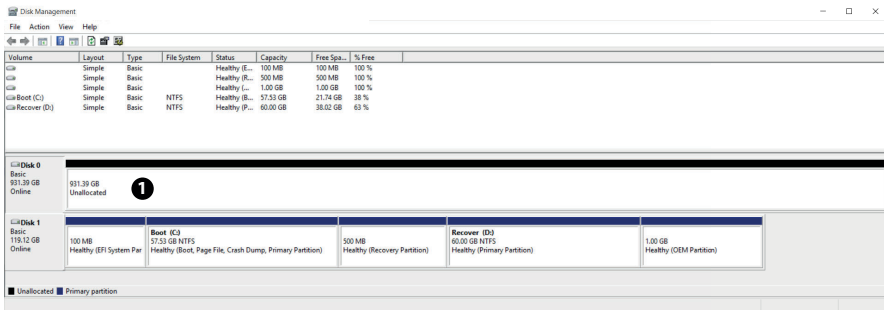 Disk Management
File Action View Help
Volume Layout Type File System Status Capacity Free Spa... % Free
Simple Basic Healthy (E... 100 MB 100 MB 100 %
Simple Basic Healthy (R... 500 MB 500 MB 100 %
Simple Basic Healthy (... 1.00 GB 1.00 GB 100 %
Boot (C:) Simple Basic NTFS Healthy (B... 57.53 GB 21.74 GB 38 %
Recover (D:) Simple Basic NTFS Healthy (P... 60.00 GB 38.02 GB 63 %
Disk 0
Basic
931.39 GB
Online
931.39 GB
Unallocated
1
Disk 1
Basic
119.12 GB
Online
100 MB
Healthy (EFI System Par
Boot (C:)
57.53 GB NTFS
Healthy (Boot, Page File, Crash Dump, Primary Partition)
500 MB
Healthy (Recovery Partition)
Recover (D:)
60.00 GB NTFS
Healthy (Primary Partition)
1.00 GB
Healthy (OEM Partition)
Unallocated Primary partition